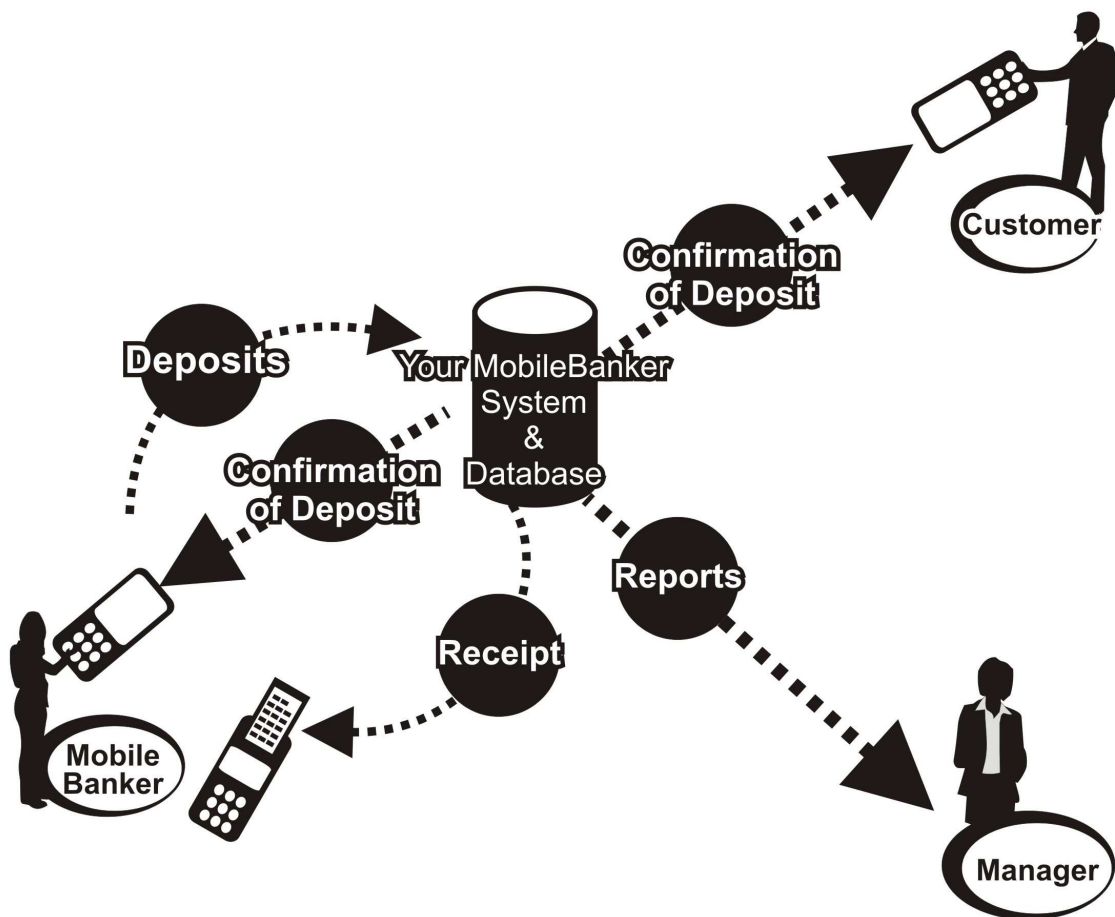 Customer
Confirmation
of Deposit
Deposits
Your MobileBanker
System
&
Database
Confirmation
of Deposit
Reports
Receipt
Mobile
Banker
Manager